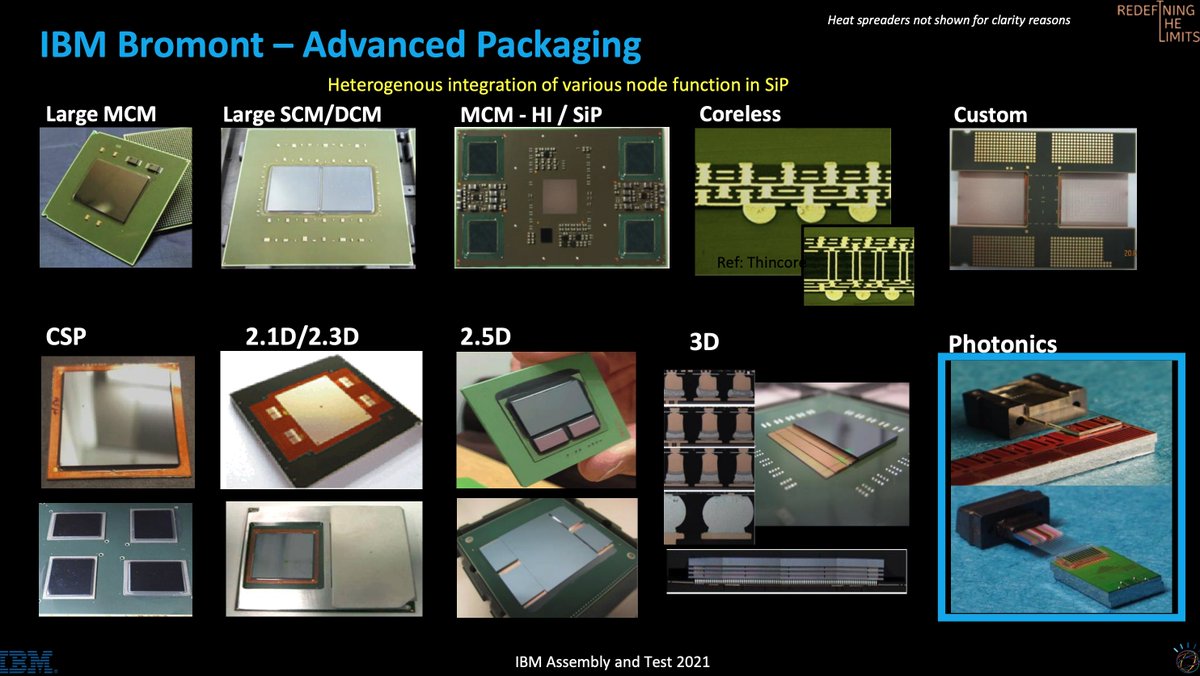 Heat spreaders not shown for clarity reasons
REDEFINING
THE
LIMITS
IBM Bromont – Advanced Packaging
Heterogenous integration of various node function in SiP
Large MCM
Large SCM/DCM
MCM - HI / SiP
Coreless
Custom
Ref: Thincore
CSP
2.1D/2.3D
2.5D
3D
Photonics
IBM
IBM Assembly and Test 2021